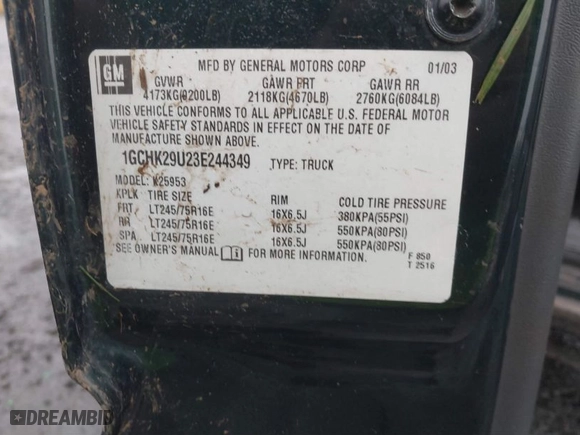 GM
MFD BY GENERAL MOTORS CORP 01/03
GVWR GAWR FRT GAWR RR
4173KG(9200LB) 2118KG(4670LB) 2760KG(6084LB)
THIS VEHICLE CONFORMS TO ALL APPLICABLE U.S. FEDERAL MOTOR
VEHICLE SAFETY STANDARDS IN EFFECT ON THE DATE OF
MANUFACTURE SHOWN ABOVE.
1GCHK29U23E244349 TYPE: TRUCK
MODEL: K25953
KPLK TIRE SIZE RIM COLD TIRE PRESSURE
FRT LT245/75R16E 16X6.5J 380KPA(55PSI)
RR LT245/75R16E 16X6.5J 550KPA(80PSI)
SPA LT245/75R16E 16X6.5J 550KPA(80PSI)
SEE OWNER'S MANUAL FOR MORE INFORMATION.
F 850
T 2516
DREAMBID